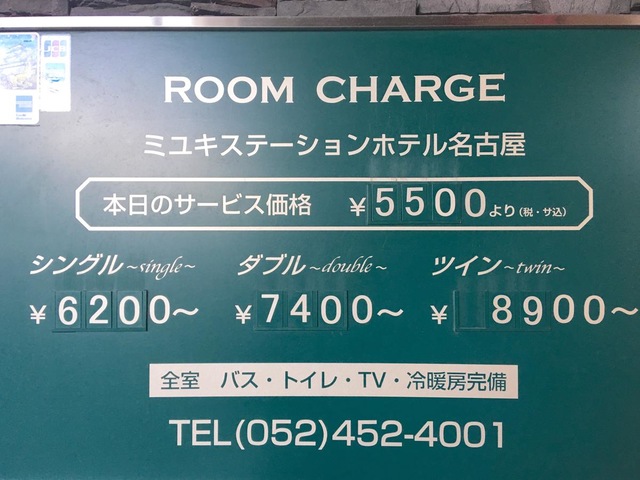 JCB
ROOM CHARGE
ミユキステーションホテル名古屋
本日のサービス価格 ¥5500より(税・サ込)
シングル~single~ ダブル~double~ ツイン~twin~
¥6200~ ¥7400~ ¥8900~
全室 バス・トイレ・TV・冷暖房完備
TEL(052)452-4001